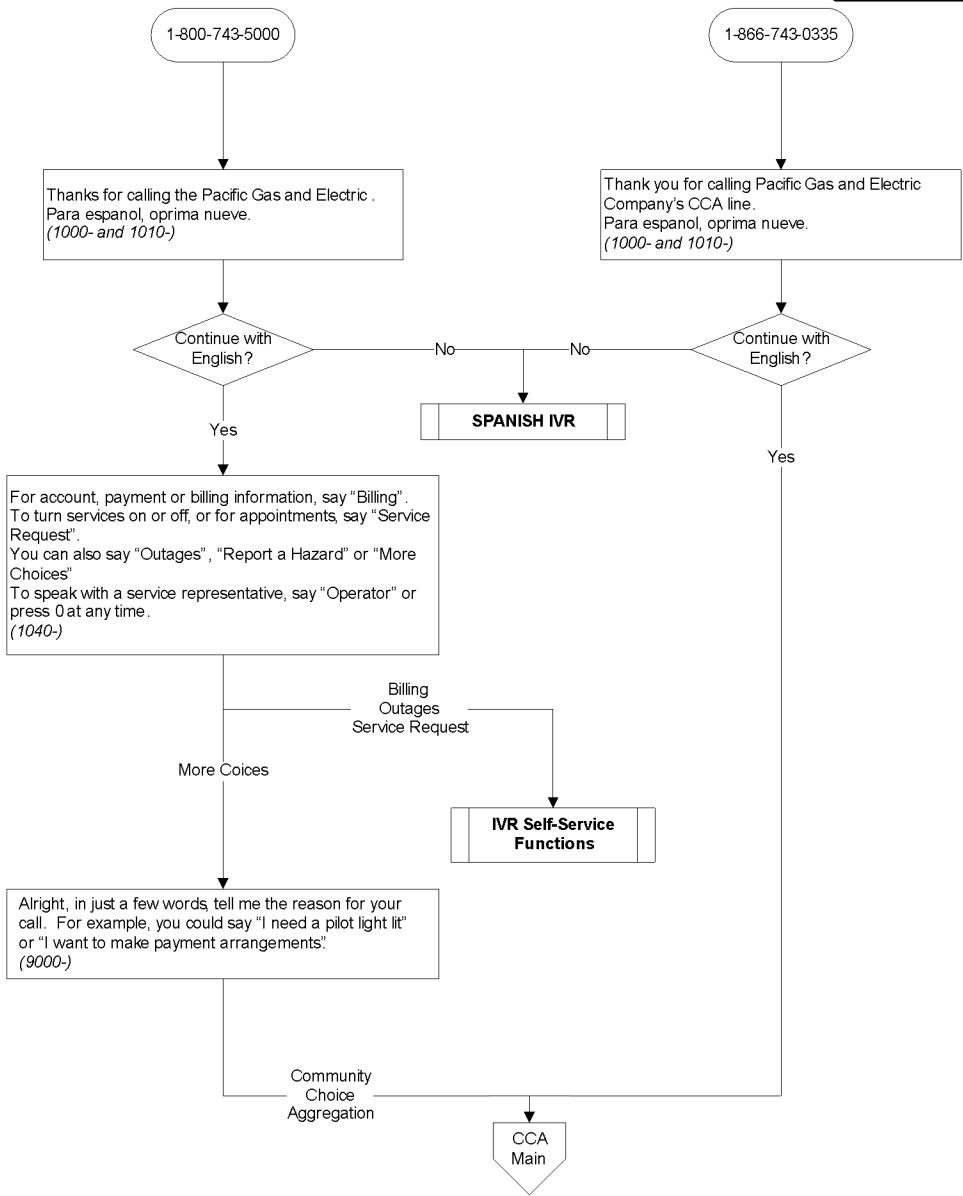 1-800-743-5000
1-866-743-0335
Thanks for calling the Pacific Gas and Electric .
Para espanol, oprima nueve.
(1000- and 1010-)
Thank you for calling Pacific Gas and Electric
Company's CCA line.
Para espanol, oprima nueve.
(1000- and 1010-)
Continue with
English?
No
No
Continue with
English?
SPANISH IVR
Yes
Yes
For account, payment or billing information, say “Billing”.
To turn services on or off, or for appointments, say “Service
Request”.
You can also say “Outages”, “Report a Hazard” or “More
Choices”
To speak with a service representative, say “Operator” or
press 0 at any time.
(1040-)
Billing
Outages
Service Request
More Coices
IVR Self-Service
Functions
Alright, in just a few words, tell me the reason for your
call.  For example, you could say “I need a pilot light lit”
or “I want to make payment arrangements”.
(9000-)
Community
Choice
Aggregation
CCA
Main